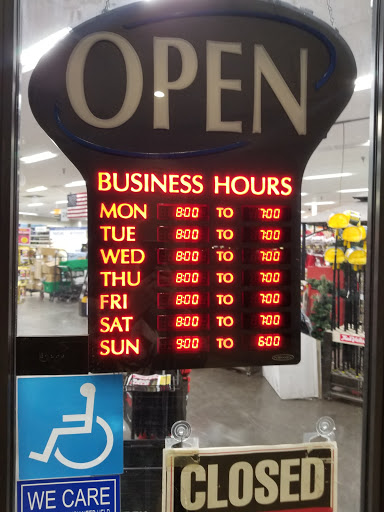 OPEN
BUSINESS HOURS
MON 8:00 TO 7:00
TUE 8:00 TO 7:00
WED 8:00 TO 7:00
THU 8:00 TO 7:00
FRI 8:00 TO 7:00
SAT 8:00 TO 7:00
SUN 9:00 TO 6:00
WE CARE
CLOSED